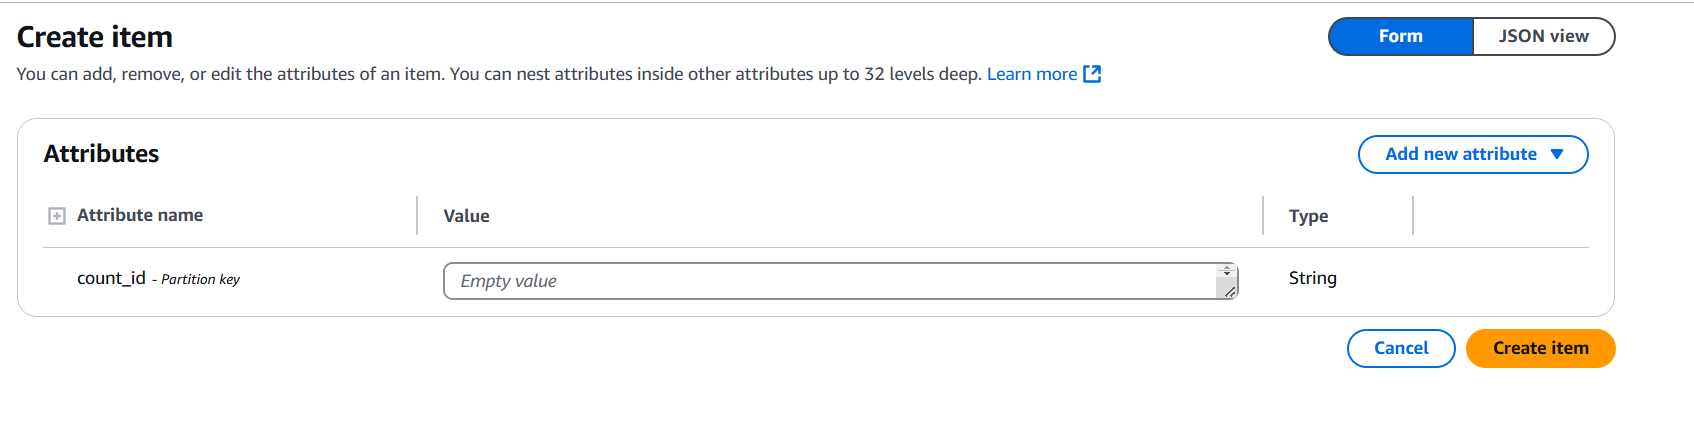 Create item
Form
JSON view
You can add, remove, or edit the attributes of an item. You can nest attributes inside other attributes up to 32 levels deep. Learn more
Attributes
Add new attribute
Attribute name
Value
Type
count_id - Partition key
Empty value
String
Cancel
Create item